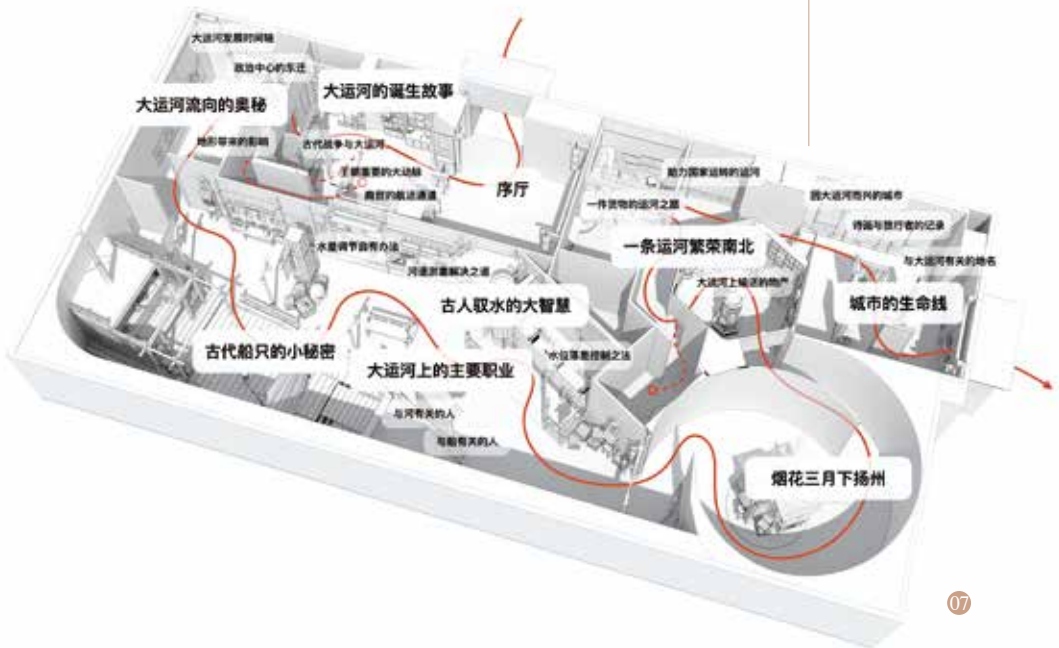 大运河发展时间轴
政治中心的东迁
大运河流向的奥秘
大运河的诞生故事
地形带来的影响
古代战争与大运河
至关重要的大动脉
南宫的航运通道
序厅
助力国家运转的运河
一件货物的运河之旅
因大运河而兴的城市
诗画与旅行者的记录
一条运河繁荣南北
与大运河有关的地名
大运河上输送的物产
城市的生命线
水量调节自有办法
河道淤塞解决之道
古人驭水的大智慧
古代船只的小秘密
大运河上的主要职业
水位落差控制之法
与河有关的人
与船有关的人
烟花三月下扬州
07